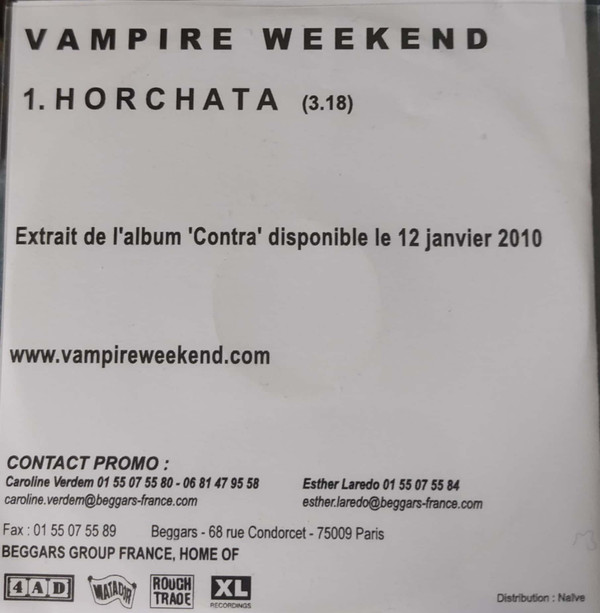 VAMPIRE WEEKEND
1. HORCHATA (3.18)
Extrait de l'album 'Contra' disponible le 12 janvier 2010
www.vampireweekend.com
CONTACT PROMO :
Caroline Verdem 01 55 07 55 80 - 06 81 47 95 58
caroline.verdem@beggars-france.com
Esther Laredo 01 55 07 55 84
esther.laredo@beggars-france.com
Fax : 01 55 07 55 89 Beggars - 68 rue Condorcet - 75009 Paris
BEGGARS GROUP FRANCE, HOME OF
4AD
MATADOR
ROUGH TRADE
XL RECORDINGS
Distribution : Naïve